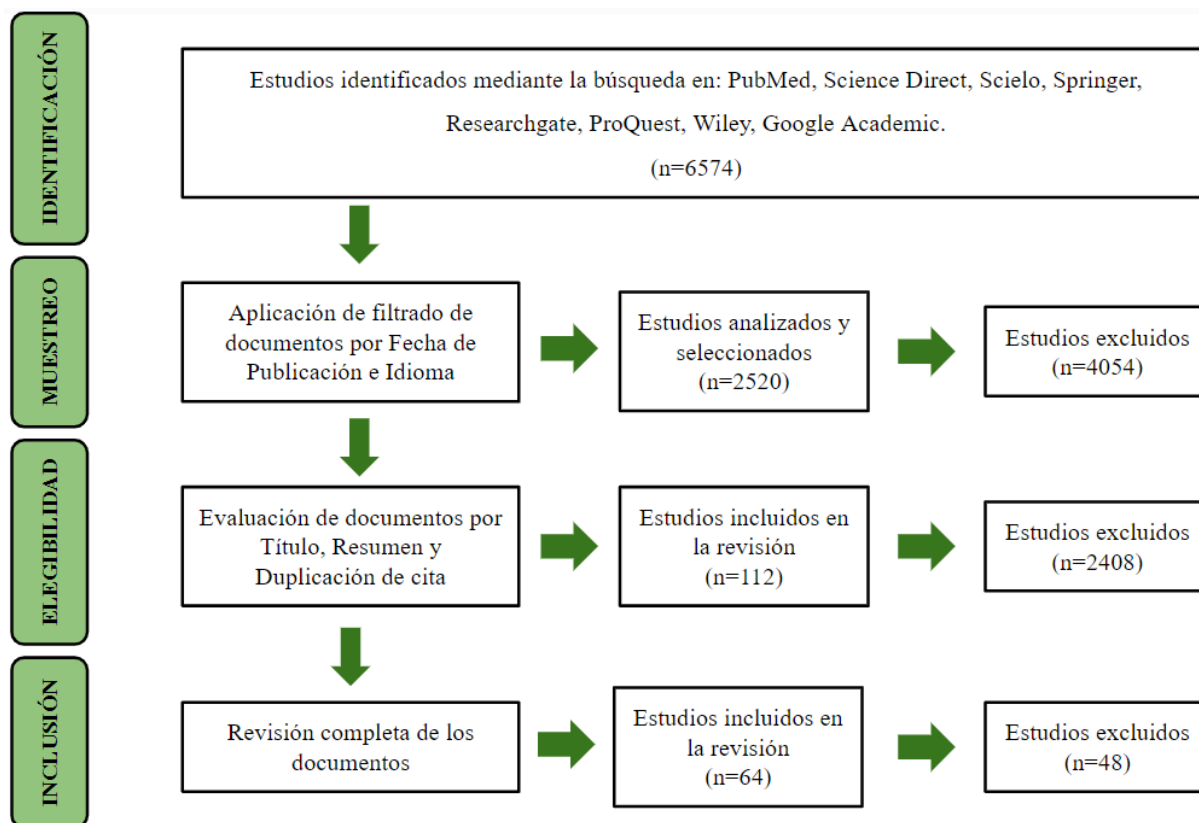 IDENTIFICACIÓN
Estudios identificados mediante la búsqueda en: PubMed, Science Direct, Scielo, Springer,
Researchgate, ProQuest, Wiley, Google Academic.
(n=6574)
MUESTREO
Aplicación de filtrado de
documentos por Fecha de
Publicación e Idioma
Estudios analizados y
seleccionados
(n=2520)
Estudios excluidos
(n=4054)
ELEGIBILIDAD
Evaluación de documentos por
Título, Resumen y
Duplicación de cita
Estudios incluidos en
la revisión
(n=112)
Estudios excluidos
(n=2408)
INCLUSIÓN
Revisión completa de los
documentos
Estudios incluidos en
la revisión
(n=64)
Estudios excluidos
(n=48)